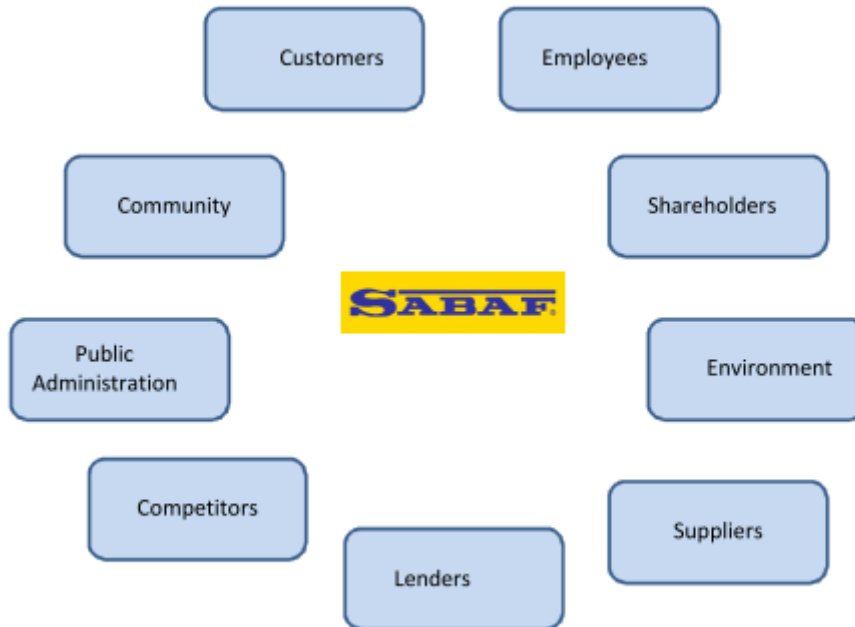 Customers
Employees
Community
Shareholders
SABAF®
Public
Administration
Environment
Competitors
Suppliers
Lenders